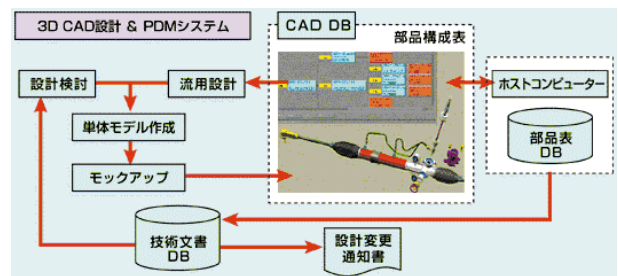 3D CAD設計 & PDMシステム
CAD DB
部品構成表
設計検討
流用設計
ホストコンピューター
単体モデル作成
部品表
DB
モックアップ
技術文書
DB
設計変更
通知書